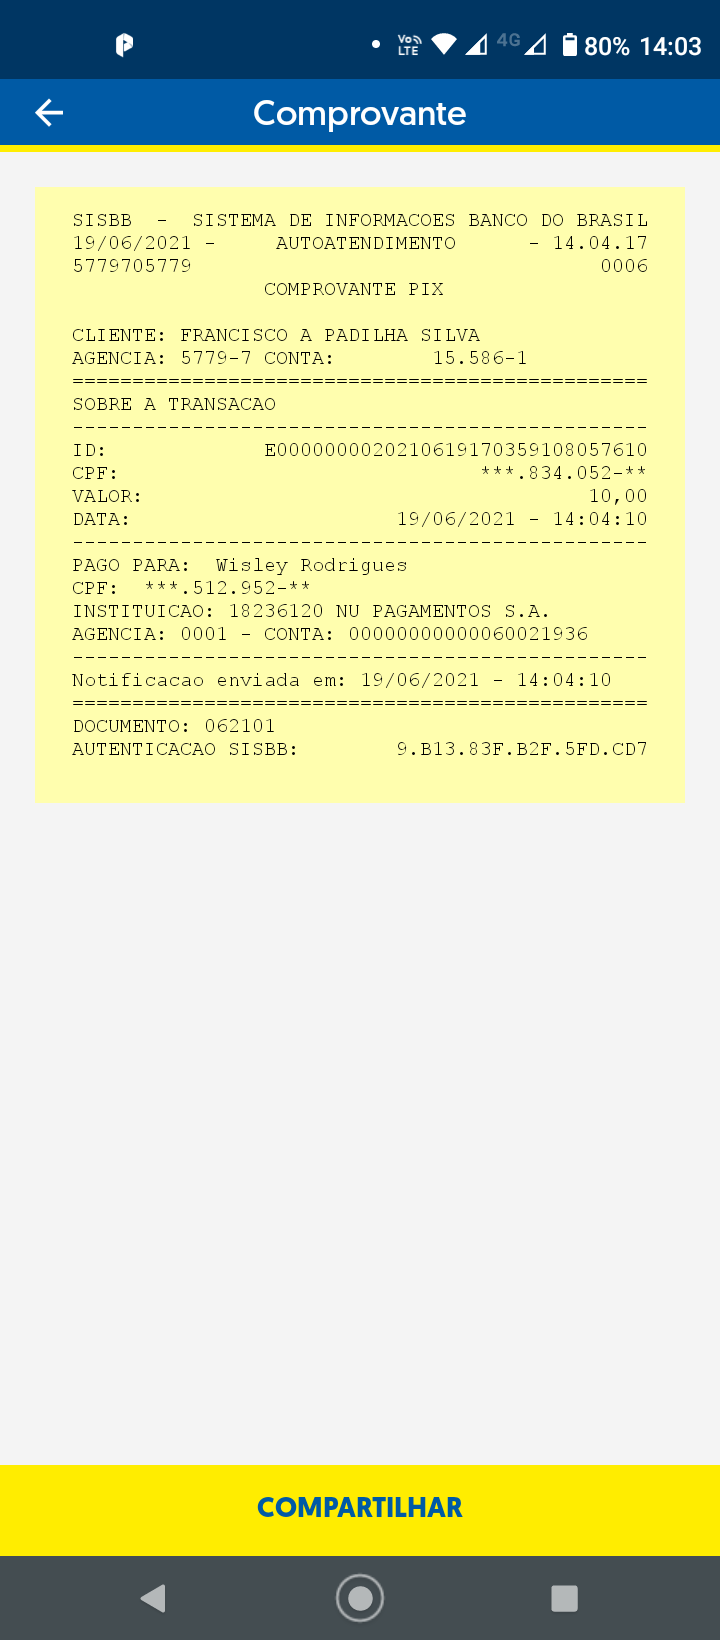 Vo LTE 4G 80% 14:03
Comprovante
SISBB - SISTEMA DE INFORMACOES BANCO DO BRASIL
19/06/2021 - AUTOATENDIMENTO - 14.04.17
5779705779 0006
COMPROVANTE PIX
CLIENTE: FRANCISCO A PADILHA SILVA
AGENCIA: 5779-7 CONTA: 15.586-1
================================================
SOBRE A TRANSACAO
------------------------------------------------
ID: E0000000020210619170359108057610
CPF: ***.834.052-**
VALOR: 10,00
DATA: 19/06/2021 - 14:04:10
------------------------------------------------
PAGO PARA: Wisley Rodrigues
CPF: ***.512.952-**
INSTITUICAO: 18236120 NU PAGAMENTOS S.A.
AGENCIA: 0001 - CONTA: 00000000000060021936
------------------------------------------------
Notificacao enviada em: 19/06/2021 - 14:04:10
================================================
DOCUMENTO: 062101
AUTENTICACAO SISBB: 9.B13.83F.B2F.5FD.CD7
COMPARTILHAR